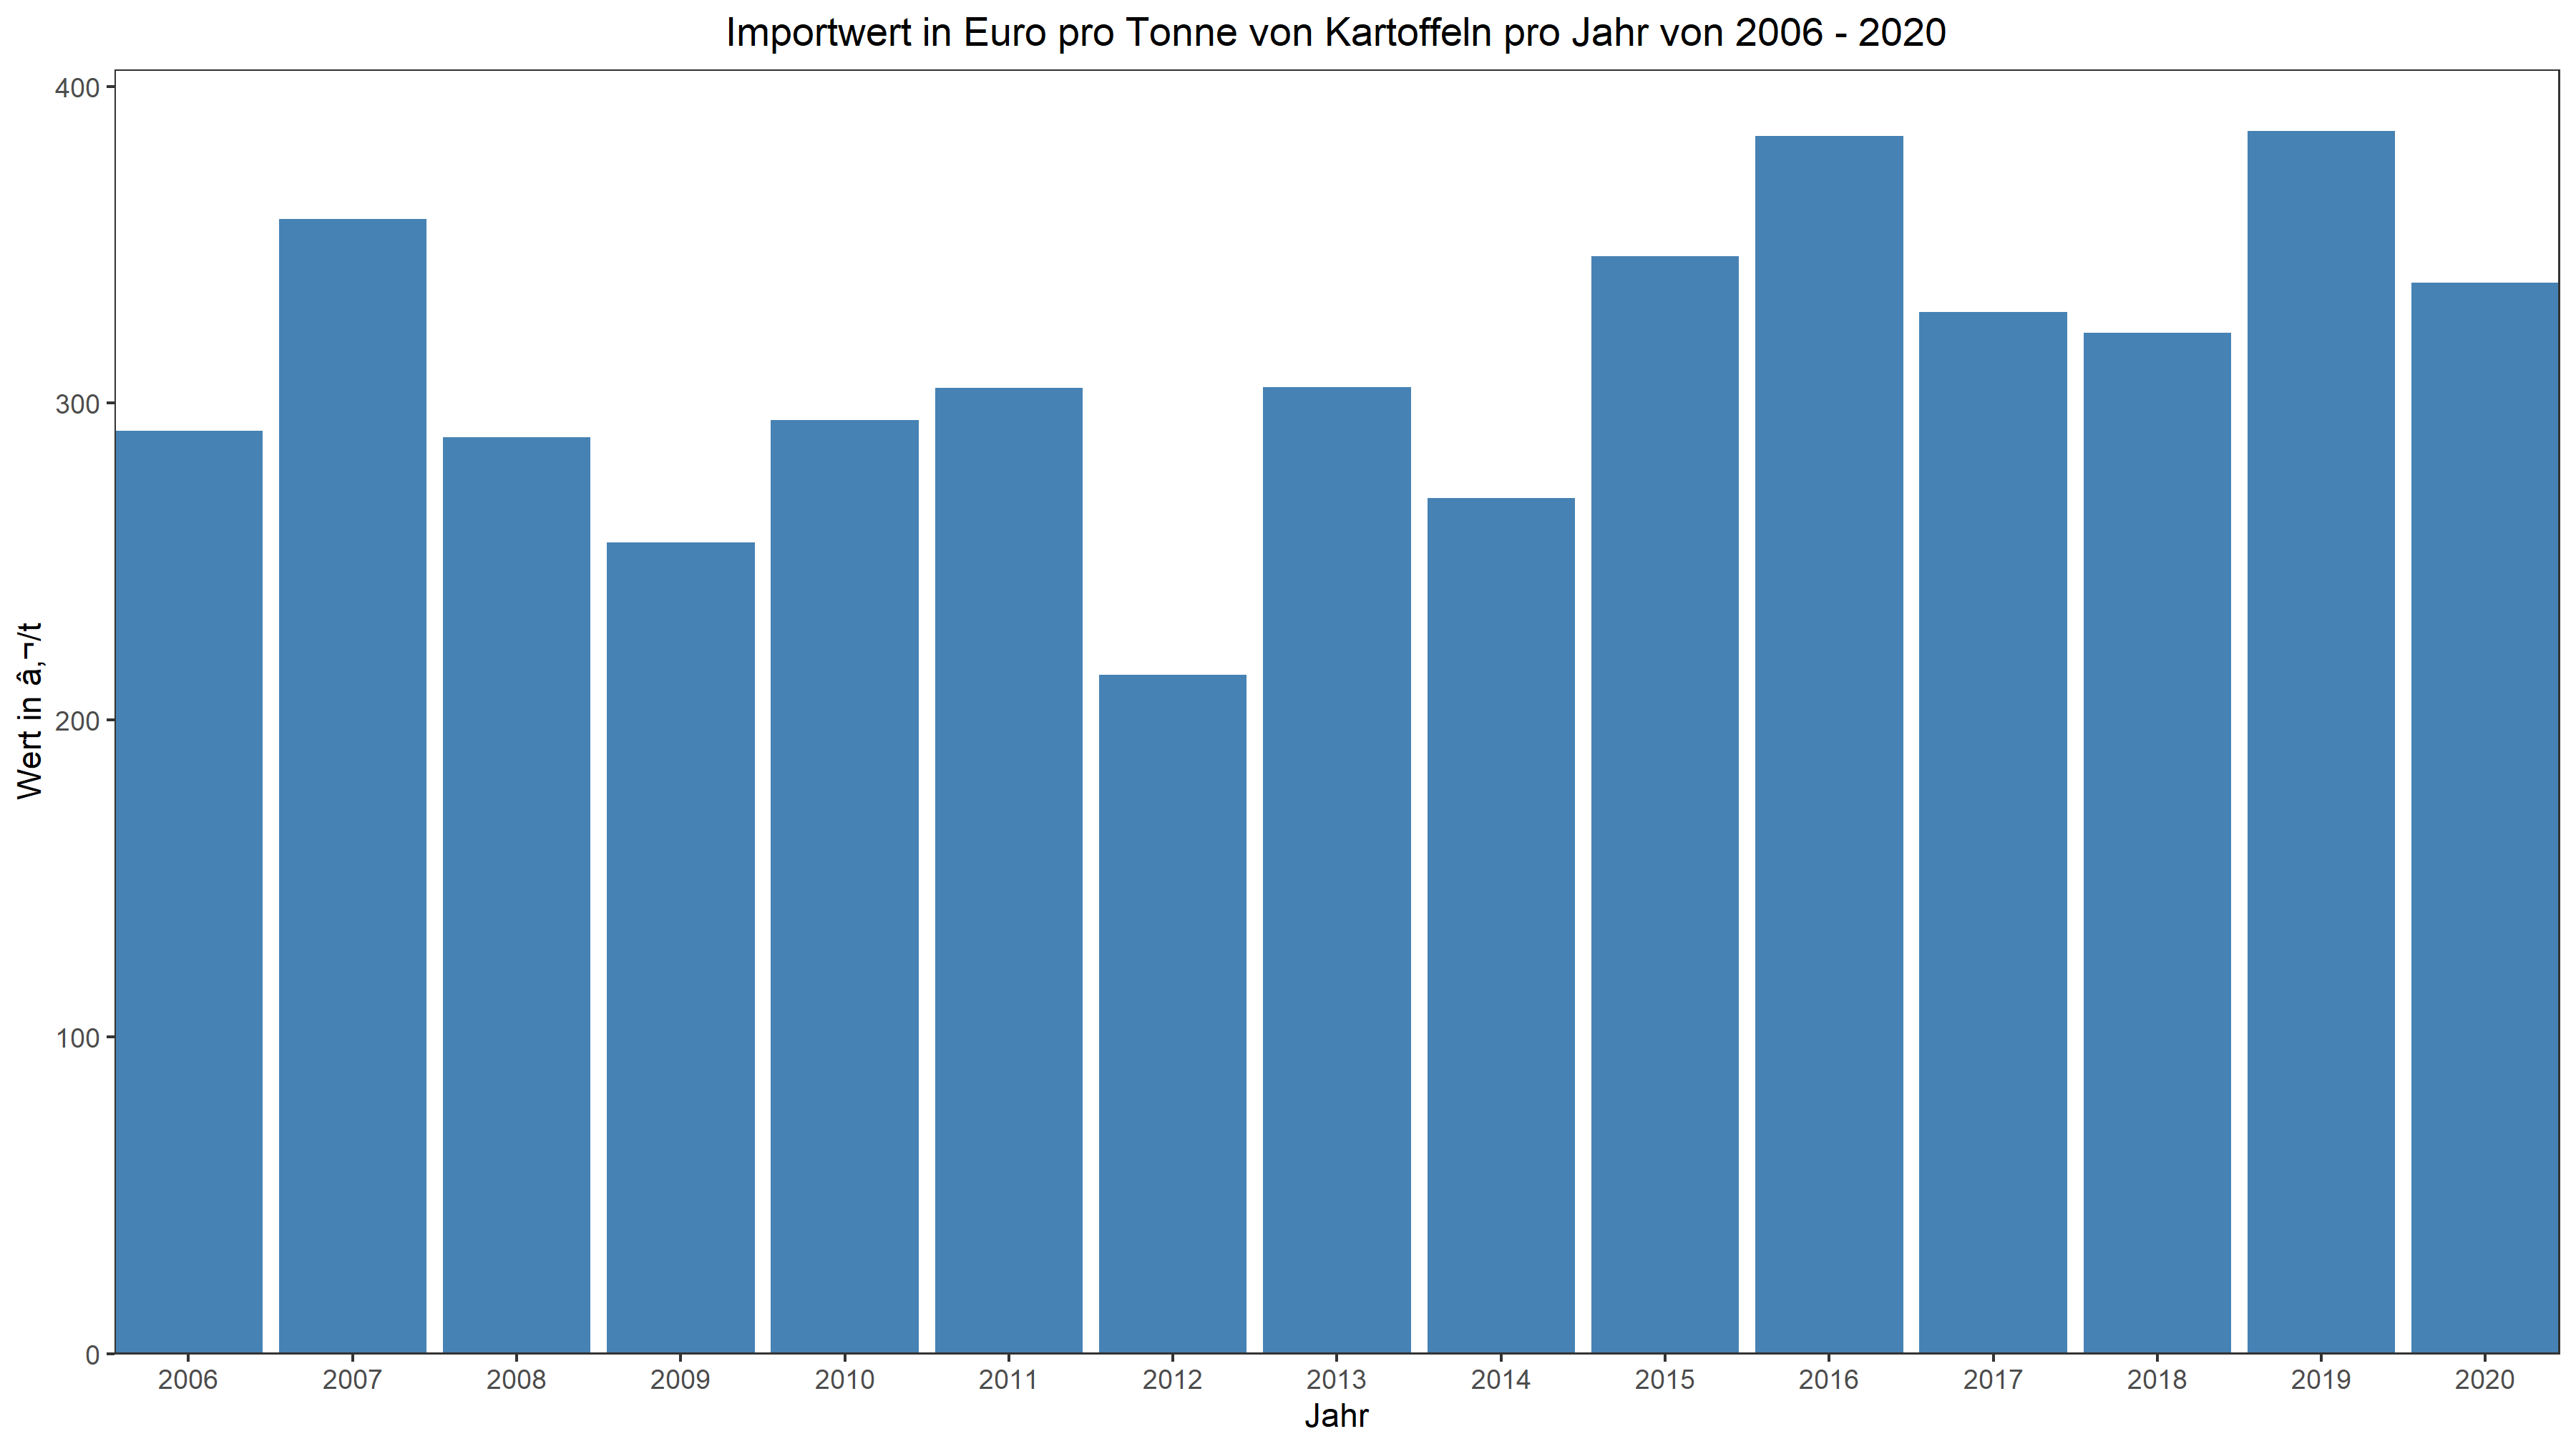 Importwert in Euro pro Tonne von Kartoffeln pro Jahr von 2006 - 2020
400
300
200
100
0
Wert in â‚¬/t
2006 2007 2008 2009 2010 2011 2012 2013 2014 2015 2016 2017 2018 2019 2020
Jahr